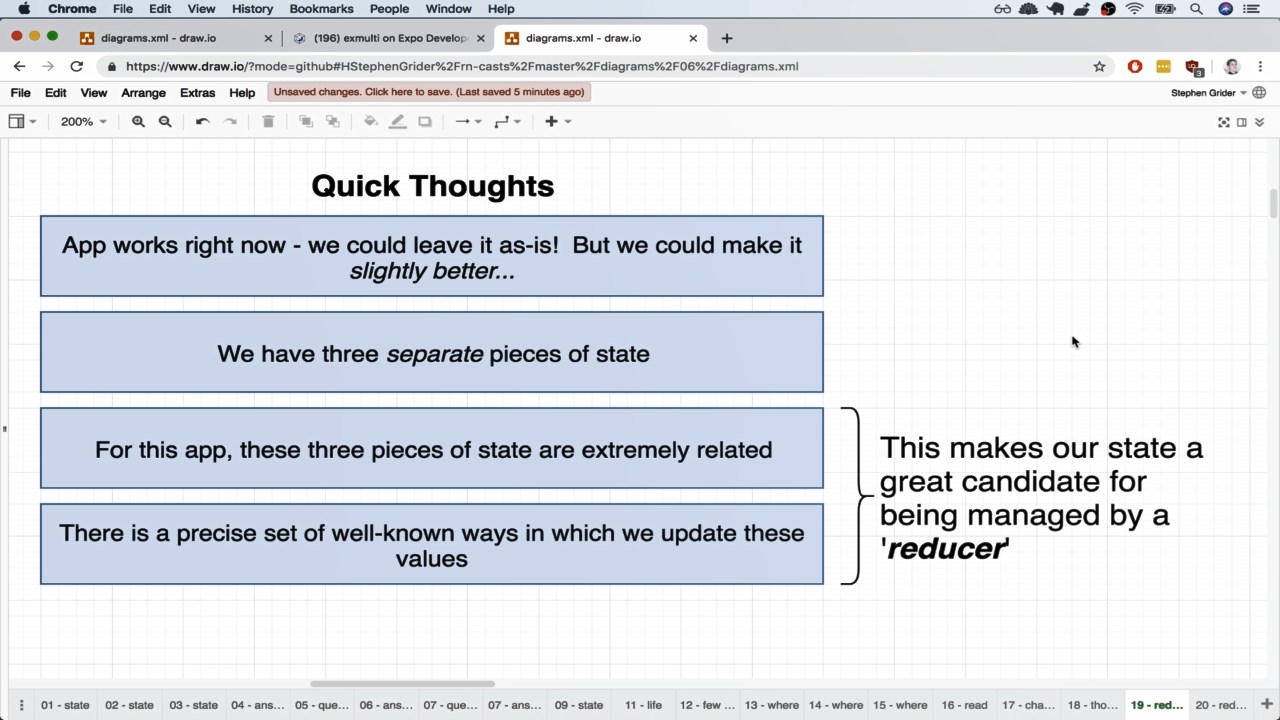 Chrome File Edit View History Bookmarks People Window Help
diagrams.xml - draw.io
(196) exmulti on Expo Develop
diagrams.xml - draw.io
https://www.draw.io/?mode=github#HStephenGrider%2Frn-casts%2Fmaster%2Fdiagrams%2F06%2Fdiagrams.xml
3
File Edit View Arrange Extras Help
Unsaved changes. Click here to save. (Last saved 5 minutes ago)
Stephen Grider
200%
Quick Thoughts
App works right now - we could leave it as-is! But we could make it
slightly better...
We have three separate pieces of state
For this app, these three pieces of state are extremely related
There is a precise set of well-known ways in which we update these
values
This makes our state a
great candidate for
being managed by a
'reducer'
01 - state
02 - state
03 - state
04 - ans...
05 - que...
06 - ans...
07 - que...
07 - ans...
09 - state
11 - life
12 - few ...
13 - where
14 - where
15 - where
16 - read
17 - cha...
18 - tho...
19 - red...
20 - red...